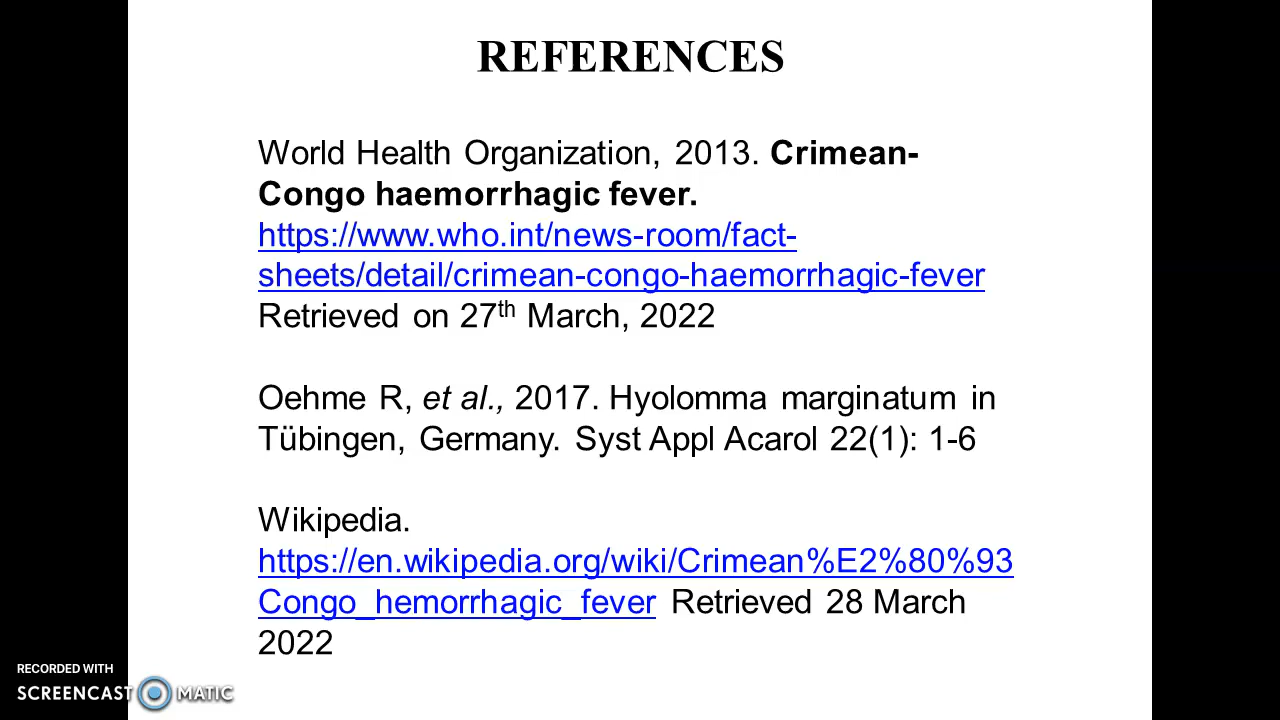 REFERENCES
World Health Organization, 2013. Crimean-
Congo haemorrhagic fever.
https://www.who.int/news-room/fact-
sheets/detail/crimean-congo-haemorrhagic-fever
Retrieved on 27th March, 2022
Oehme R, et al., 2017. Hyolomma marginatum in
Tübingen, Germany. Syst Appl Acarol 22(1): 1-6
Wikipedia.
https://en.wikipedia.org/wiki/Crimean%E2%80%93
Congo_hemorrhagic_fever Retrieved 28 March
2022
RECORDED WITH
SCREENCAST MATIC